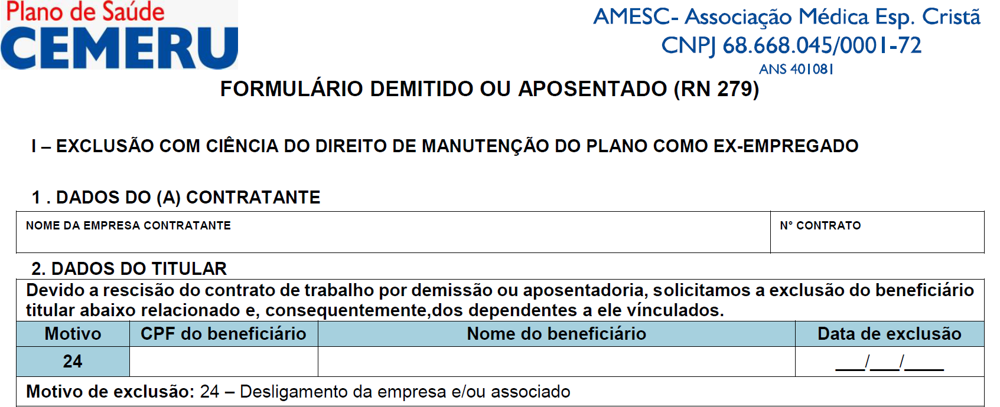 Plano de Saúde
CEMERU
AMESC- Associação Médica Esp. Cristã
CNPJ 68.668.045/0001-72
ANS 401081
FORMULÁRIO DEMITIDO OU APOSENTADO (RN 279)
I – EXCLUSÃO COM CIÊNCIA DO DIREITO DE MANUTENÇÃO DO PLANO COMO EX-EMPREGADO
1 . DADOS DO (A) CONTRATANTE
NOME DA EMPRESA CONTRATANTE N° CONTRATO
2. DADOS DO TITULAR
Devido a rescisão do contrato de trabalho por demissão ou aposentadoria, solicitamos a exclusão do beneficiário
titular abaixo relacionado e, consequentemente,dos dependentes a ele vínculados.
Motivo CPF do beneficiário Nome do beneficiário Data de exclusão
24 ___/___/____
Motivo de exclusão: 24 – Desligamento da empresa e/ou associado